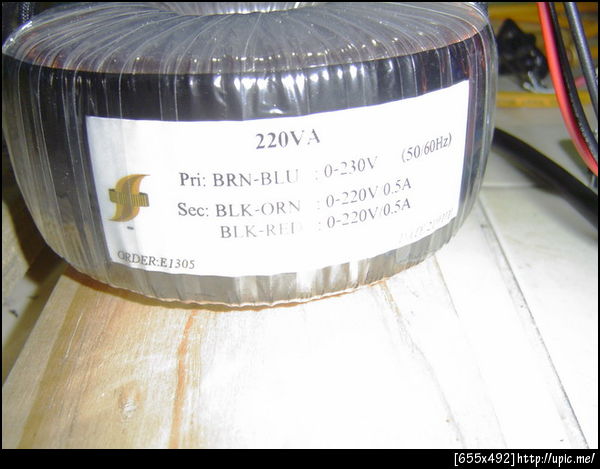 220VA
Pri: BRN-BLU : 0-230V (50/60Hz)
Sec: BLK-ORN : 0-220V 0.5A
BLK-RED : 0-220V/0.5A
ORDER:E1305
[655x492]http://upic.me/